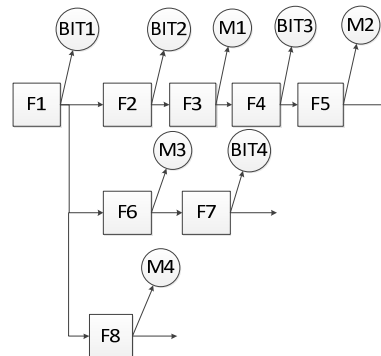 BIT1 BIT2 M1 BIT3 M2
F1 F2 F3 F4 F5
M3 BIT4
F6 F7
M4
F8